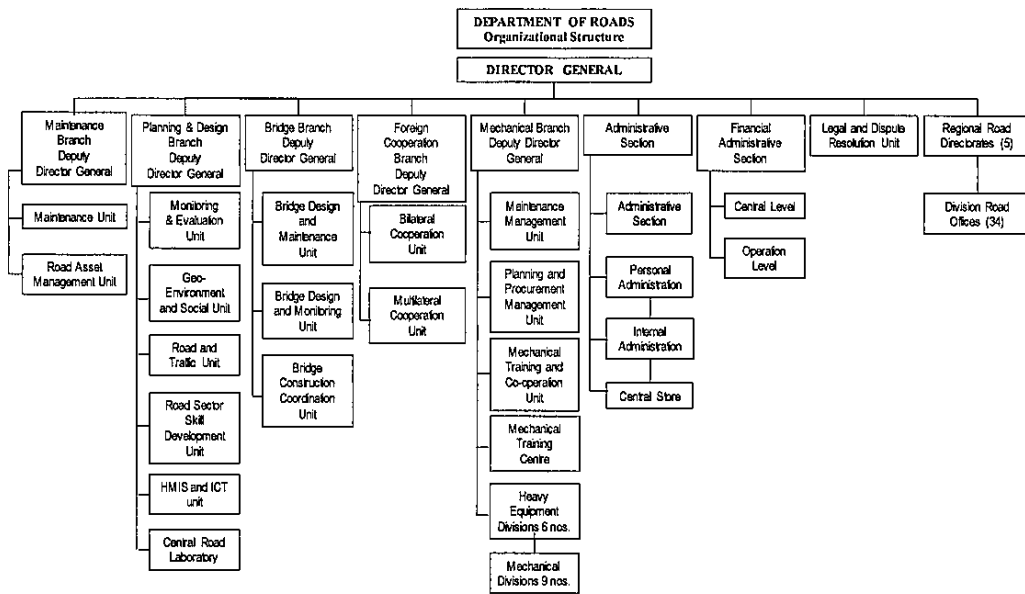 DEPARTMENT OF ROADS
Organizational Structure
DIRECTOR GENERAL
Maintenance
Branch
Deputy
Director General
Maintenance Unit
Road Asset
Management Unit
Planning & Design
Branch
Deputy
Director General
Monitoring
& Evaluation
Unit
Geo-
Environment
and Social Unit
Road and
Traffic Unit
Road Sector
Skill
Development
Unit
HMIS and ICT
unit
Central Road
Laboratory
Bridge Branch
Deputy
Director General
Bridge Design
and
Maintenance
Unit
Bridge Design
and Monitoring Unit
Bridge
Construction
Coordination
Unit
Foreign
Cooperation
Branch
Deputy
Director General
Bilateral
Cooperation
Unit
Multilateral
Cooperation
Unit
Mechanical Branch
Deputy Director
General
Maintenance
Management
Unit
Planning and
Procurement
Management
Unit
Mechanical
Training and
Co-operation
Unit
Mechanical
Training
Centre
Heavy
Equipment
Divisions 6 nos.
Mechanical
Divisions 9 nos.
Administrative
Section
Administrative
Section
Personal
Administration
Internal
Administration
Central Store
Financial
Administrative
Section
Central Level
Operation
Level
Legal and Dispute
Resolution Unit
Regional Road
Directorates (5)
Division Road
Offices (34)